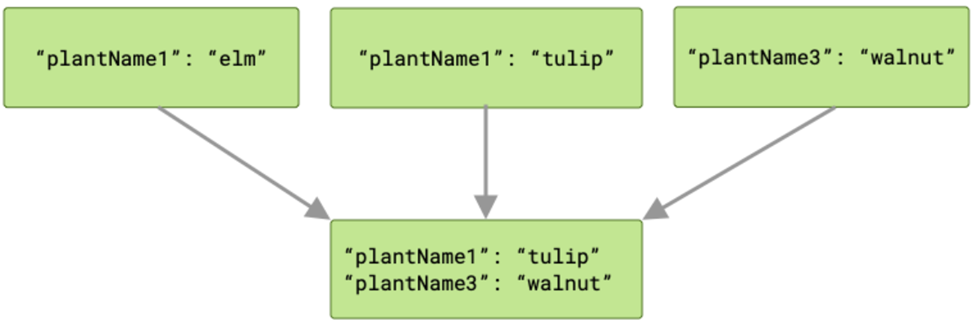 “plantName1”: “elm”
“plantName1”: “tulip”
“plantName3”: “walnut”
“plantName1”: “tulip”
“plantName3”: “walnut”